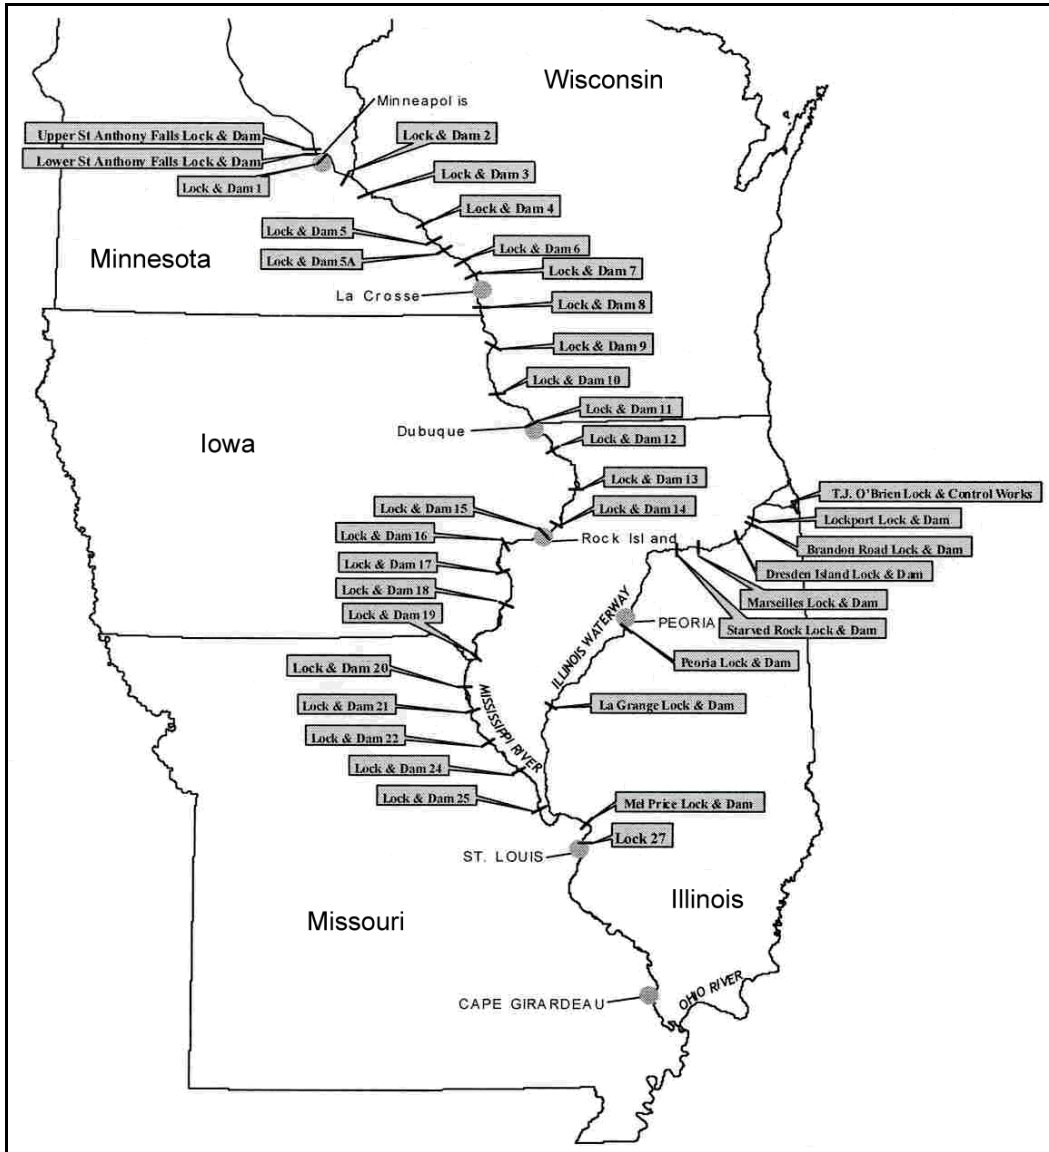 Wisconsin
Minneapolis
Upper St Anthony Falls Lock & Dam
Lock & Dam 2
Lower St Anthony Falls Lock & Dam
Lock & Dam 1
Lock & Dam 3
Lock & Dam 4
Lock & Dam 5
Lock & Dam 6
Minnesota
Lock & Dam 5A
Lock & Dam 7
La Crosse
Lock & Dam 8
Lock & Dam 9
Lock & Dam 10
Lock & Dam 11
Dubuque
Iowa
Lock & Dam 12
Lock & Dam 13
T.J. O'Brien Lock & Control Works
Lock & Dam 15
Lock & Dam 14
Lockport Lock & Dam
Lock & Dam 16
Rock Island
Brandon Road Lock & Dam
Lock & Dam 17
Dresden Island Lock & Dam
Lock & Dam 18
Marseilles Lock & Dam
Lock & Dam 19
ILLINOIS WATERWAY
PEORIA
Starved Rock Lock & Dam
Lock & Dam 20
Peoria Lock & Dam
Lock & Dam 21
MISSISSIPPI RIVER
La Grange Lock & Dam
Lock & Dam 22
Lock & Dam 24
Lock & Dam 25
Mel Price Lock & Dam
Lock 27
ST. LOUIS
Illinois
Missouri
OHIO RIVER
CAPE GIRARDEAU